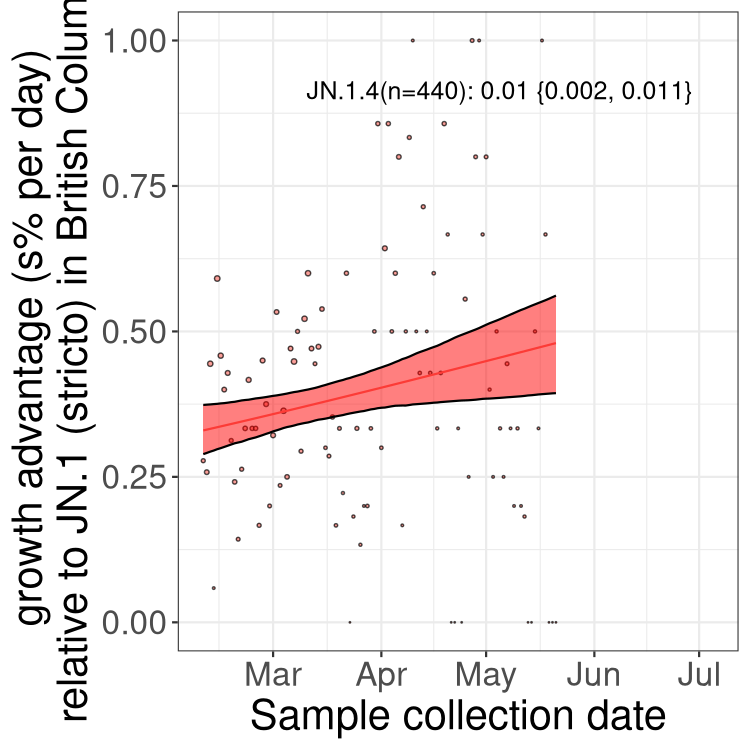 growth advantage (s% per day)
relative to JN.1 (stricto) in British Colum
1.00
0.75
0.50
0.25
0.00
JN.1.4(n=440): 0.01 {0.002, 0.011}
Mar Apr May Jun Jul
Sample collection date